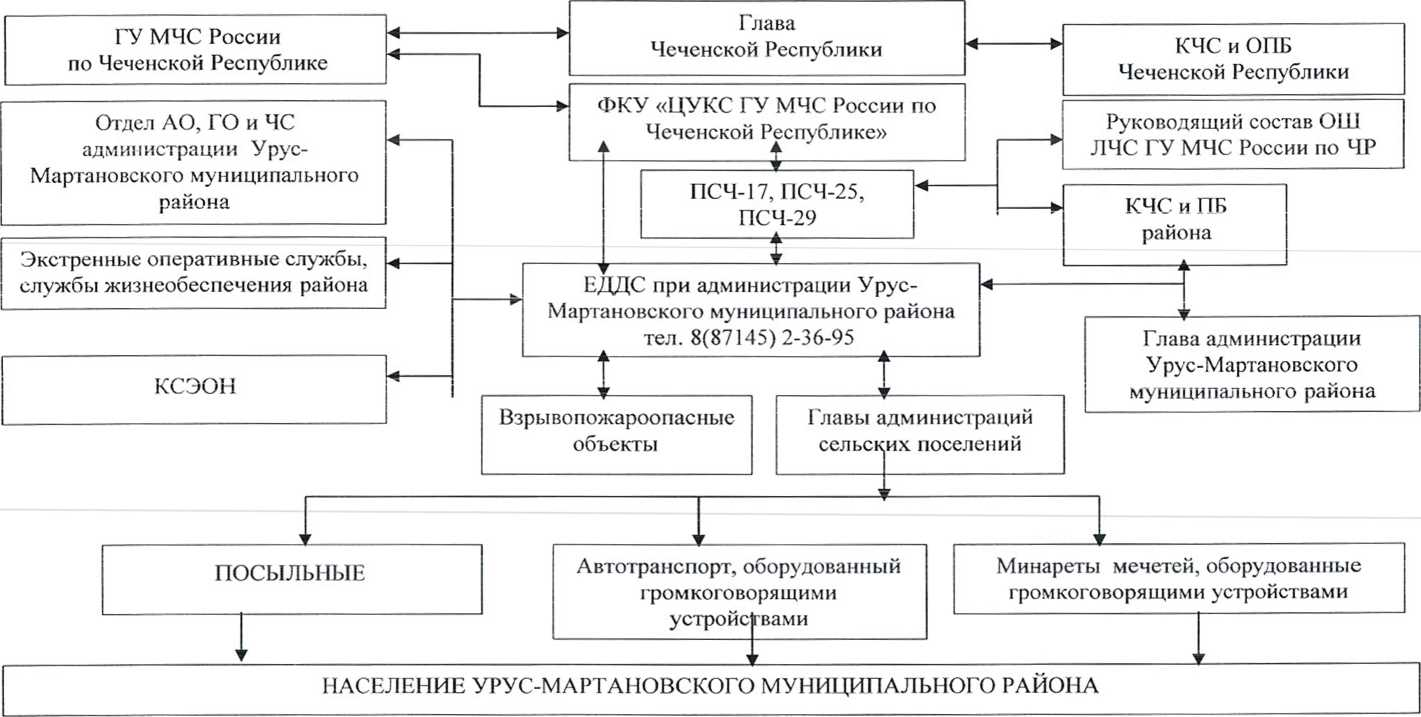 ГУ МЧС России
по Чеченской Республике
Глава
Чеченской Республики
КЧС и ОПБ
Чеченской Республики
ФКУ «ЦУКС ГУ МЧС России по
Чеченской Республике»
Отдел АО, ГО и ЧС
администрации Урус-
Мартановского муниципального
района
Руководящий состав ОШ
ЛЧС ГУ МЧС России по ЧР
ПСЧ-17, ПСЧ-25,
ПСЧ-29
КЧС и ПБ
района
Экстренные оперативные службы,
службы жизнеобеспечения района
ЕДДС при администрации Урус-
Мартановского муниципального района
тел. 8(87145) 2-36-95
Глава администрации
Урус-Мартановского
муниципального района
КСЭОН
Взрывопожароопасные
объекты
Главы администраций
сельских поселений
ПОСЫЛЬНЫЕ
Автотранспорт, оборудованный
громкоговорящими
устройствами
Минареты мечетей, оборудованные
громкоговорящими устройствами
НАСЕЛЕНИЕ УРУС-МАРТАНОВСКОГО МУНИЦИПАЛЬНОГО РАЙОНА